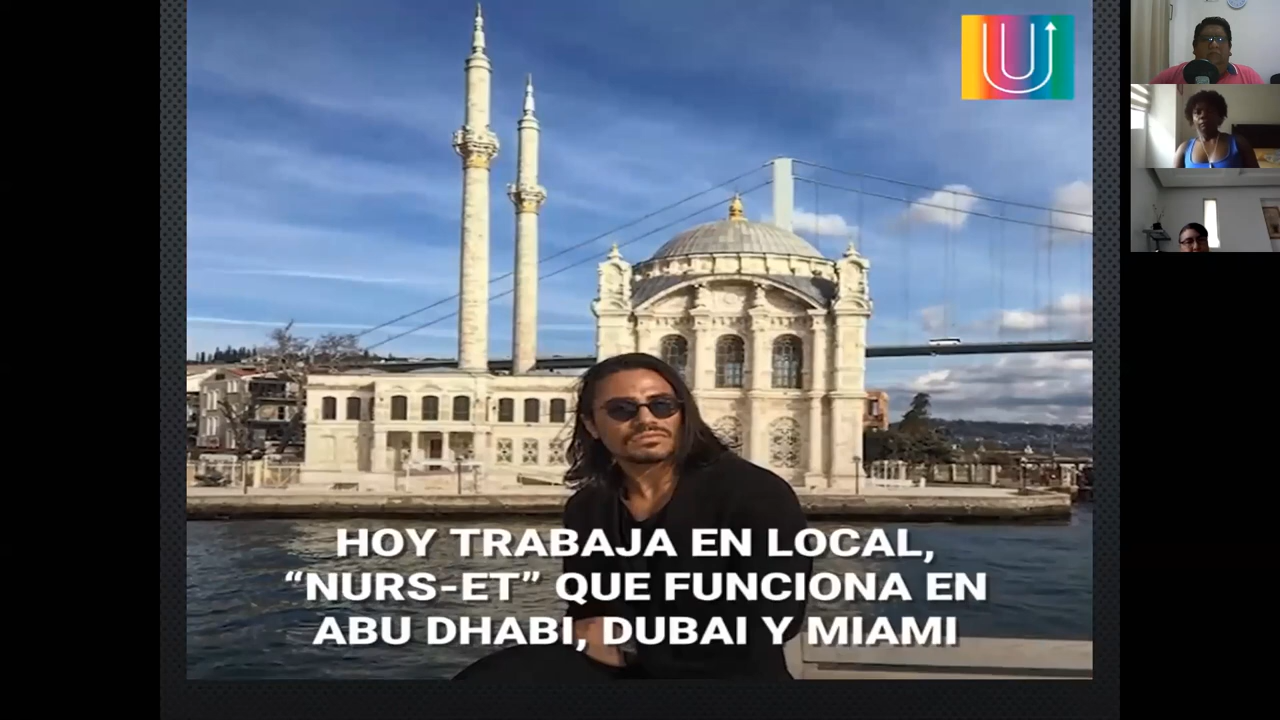 U
HOY TRABAJA EN LOCAL,
“NURS-ET” QUE FUNCIONA EN
ABU DHABI, DUBAI Y MIAMI